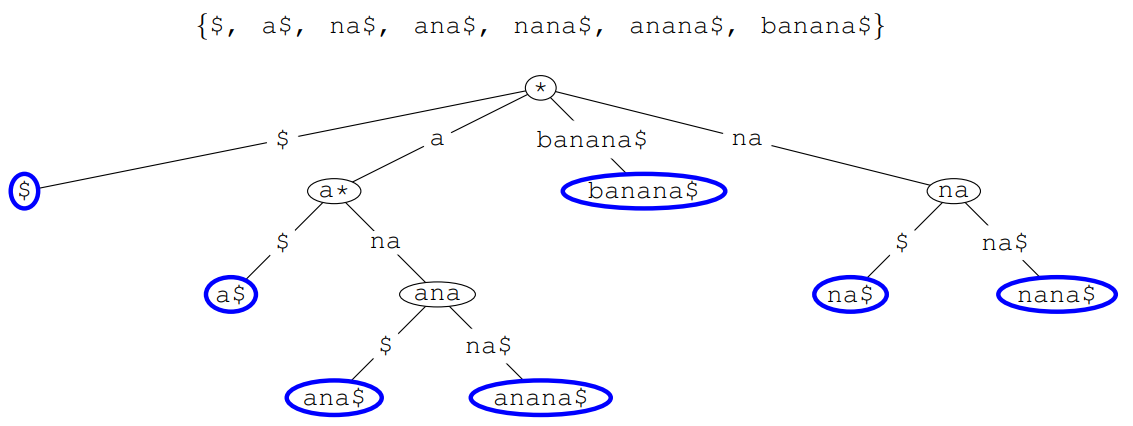 {$, a$, na$, ana$, nana$, anana$, banana$}
*
$ a banana$ na
$ a* banana$ na
$ na $ na$
a$ ana na$ nana$
$ na$
ana$ anana$